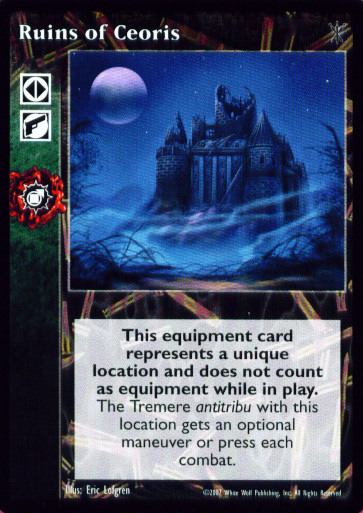 Ruins of Ceoris
This equipment card
represents a unique
location and does not count
as equipment while in play.
The Tremere antitribu with this
location gets an optional
maneuver or press each
combat.
Illus: Eric Lofgren
©2007 White Wolf Publishing, Inc. All Rights Reserved